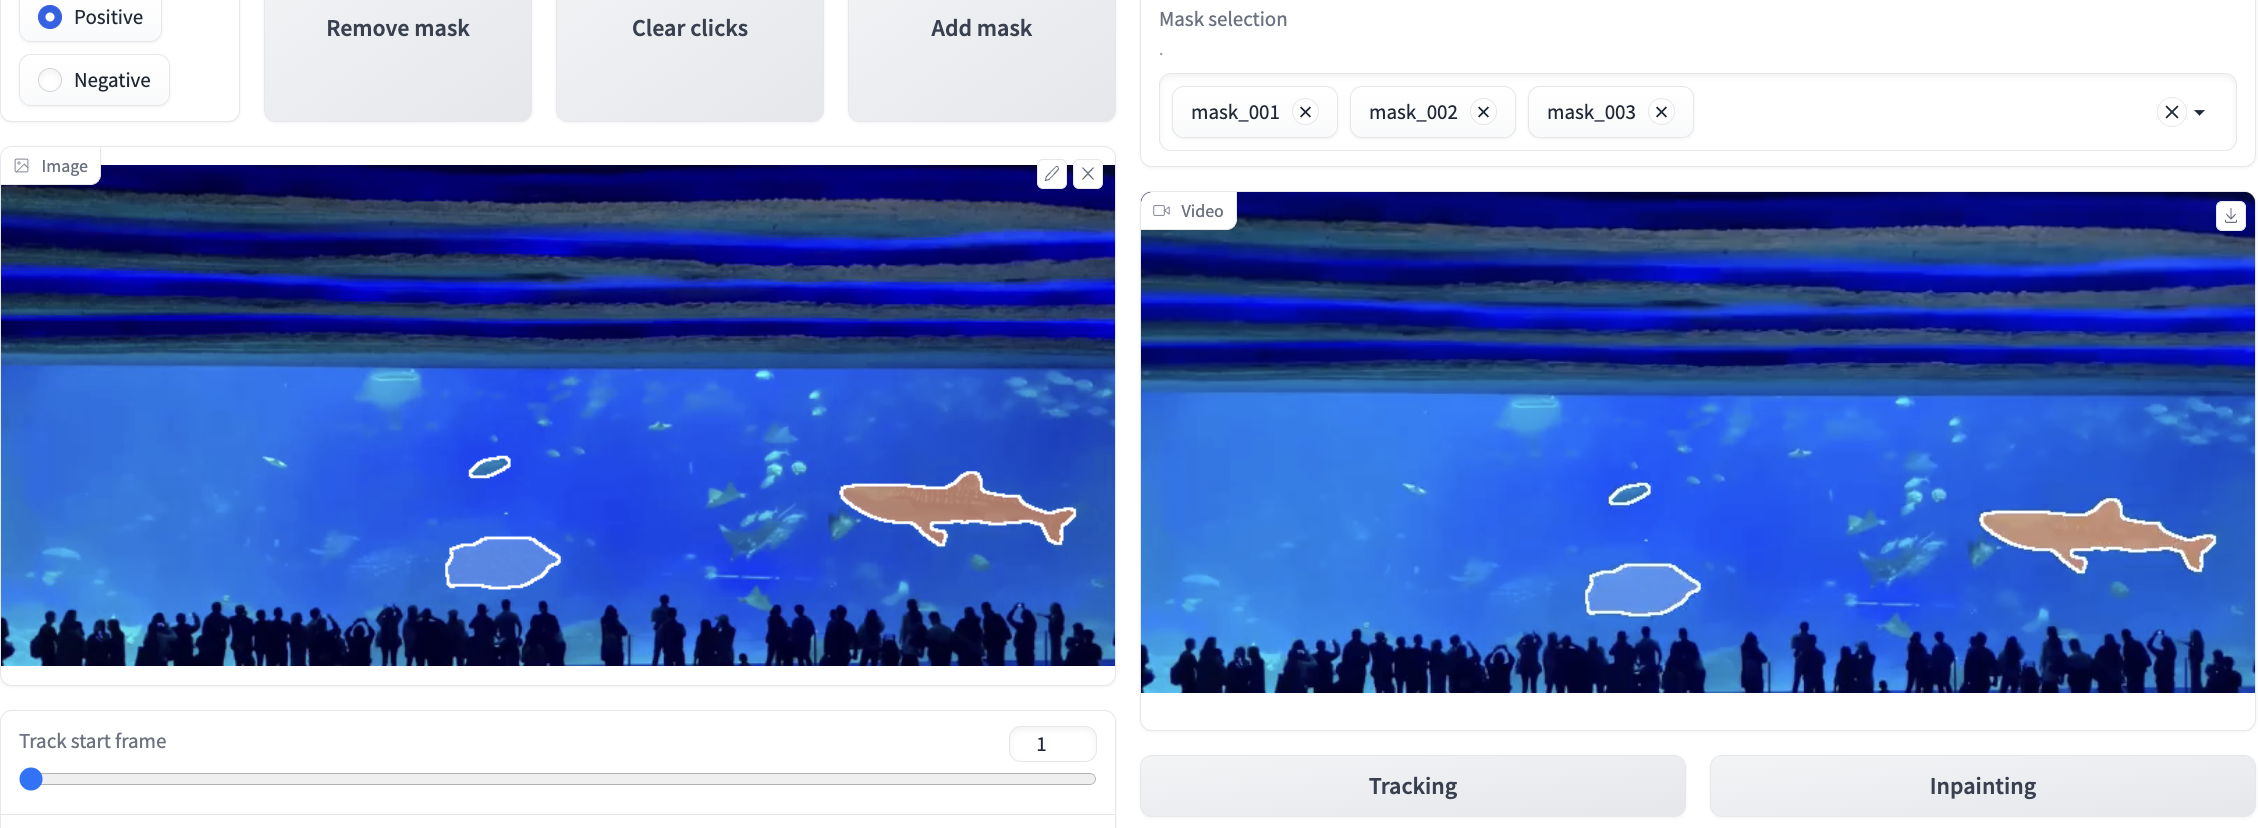 Positive
Negative
Remove mask
Clear clicks
Add mask
Mask selection
.
mask_001
mask_002
mask_003
Image
Video
Track start frame
1
Tracking
Inpainting